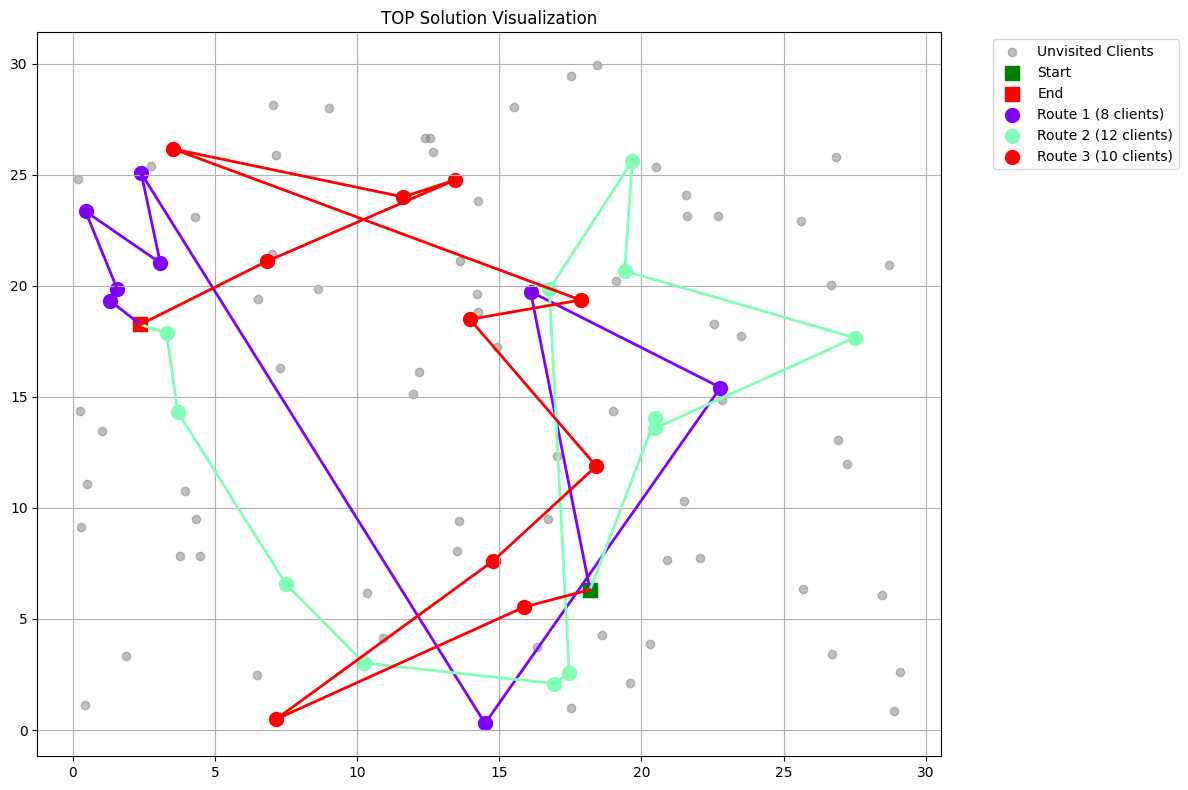 TOP Solution Visualization
Unvisited Clients
Start
End
Route 1 (8 clients)
Route 2 (12 clients)
Route 3 (10 clients)
30
25
20
15
10
5
0
0 5 10 15 20 25 30